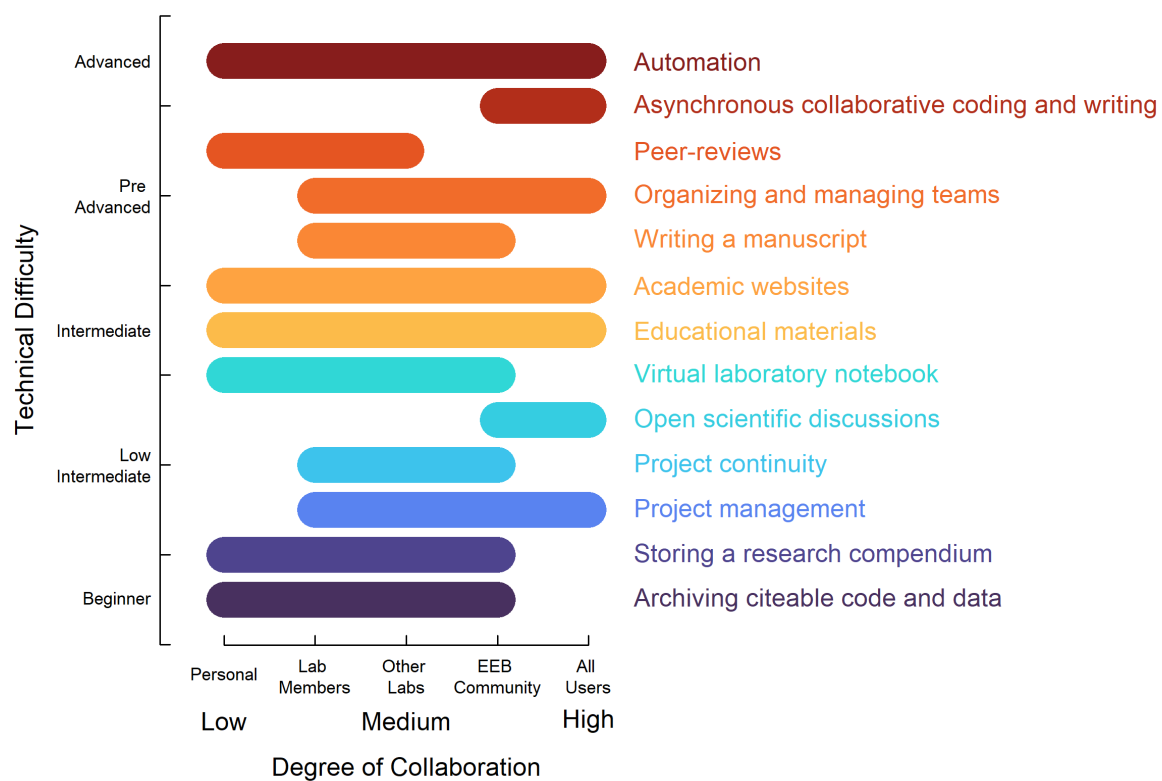 Technical Difficulty
Advanced
Pre
Advanced
Intermediate
Low
Intermediate
Beginner
Automation
Asynchronous collaborative coding and writing
Peer-reviews
Organizing and managing teams
Writing a manuscript
Academic websites
Educational materials
Virtual laboratory notebook
Open scientific discussions
Project continuity
Project management
Storing a research compendium
Archiving citeable code and data
Personal
Lab
Members
Other
Labs
EEB
Community
All
Users
Low
Medium
High
Degree of Collaboration